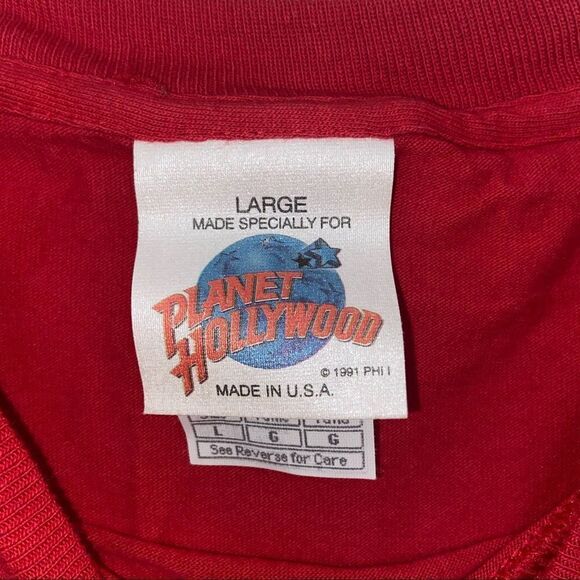 LARGE
MADE SPECIALLY FOR
PLANET
HOLLYWOOD
© 1991 PHI I
MADE IN U.S.A.
L G G
See Reverse for Care